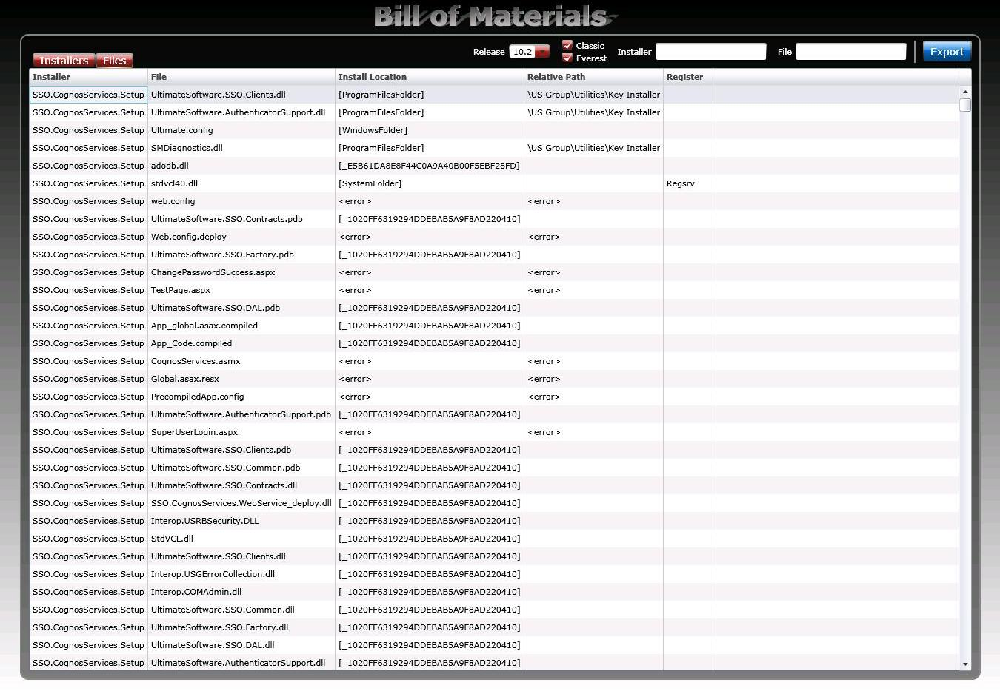 Bill of Materials
Installers Files Release 10.2 Classic Everest Installer File Export
Installer File Install Location Relative Path Register
SSO.CognosServices.Setup UltimateSoftware.SSO.Clients.dll [ProgramFilesFolder] \US Group\Utilities\Key Installer
SSO.CognosServices.Setup UltimateSoftware.AuthenticatorSupport.dll [ProgramFilesFolder] \US Group\Utilities\Key Installer
SSO.CognosServices.Setup Ultimate.config [WindowsFolder]
SSO.CognosServices.Setup SMDiagnostics.dll [ProgramFilesFolder] \US Group\Utilities\Key Installer
SSO.CognosServices.Setup adodb.dll [_E5B61DA8E8F44C0A9A40B00F5EBF28FD]
SSO.CognosServices.Setup stdvcl40.dll [SystemFolder] Regsrv
SSO.CognosServices.Setup web.config <error> <error>
SSO.CognosServices.Setup UltimateSoftware.SSO.Contracts.pdb [_1020FF6319294DDEBAB5A9F8AD220410]
SSO.CognosServices.Setup Web.config.deploy <error> <error>
SSO.CognosServices.Setup UltimateSoftware.SSO.Factory.pdb [_1020FF6319294DDEBAB5A9F8AD220410]
SSO.CognosServices.Setup ChangePasswordSuccess.aspx <error> <error>
SSO.CognosServices.Setup TestPage.aspx <error> <error>
SSO.CognosServices.Setup UltimateSoftware.SSO.DAL.pdb [_1020FF6319294DDEBAB5A9F8AD220410]
SSO.CognosServices.Setup App_global.asax.compiled [_1020FF6319294DDEBAB5A9F8AD220410]
SSO.CognosServices.Setup App_Code.compiled [_1020FF6319294DDEBAB5A9F8AD220410]
SSO.CognosServices.Setup CognosServices.asmx <error> <error>
SSO.CognosServices.Setup Global.asax.resx <error> <error>
SSO.CognosServices.Setup PrecompiledApp.config <error> <error>
SSO.CognosServices.Setup UltimateSoftware.AuthenticatorSupport.pdb [_1020FF6319294DDEBAB5A9F8AD220410]
SSO.CognosServices.Setup SuperUserLogin.aspx <error> <error>
SSO.CognosServices.Setup UltimateSoftware.SSO.Clients.pdb [_1020FF6319294DDEBAB5A9F8AD220410]
SSO.CognosServices.Setup UltimateSoftware.SSO.Common.pdb [_1020FF6319294DDEBAB5A9F8AD220410]
SSO.CognosServices.Setup UltimateSoftware.SSO.Contracts.dll [_1020FF6319294DDEBAB5A9F8AD220410]
SSO.CognosServices.Setup SSO.CognosServices.WebService_deploy.dll [_1020FF6319294DDEBAB5A9F8AD220410]
SSO.CognosServices.Setup Interop.USRBSecurity.DLL [_1020FF6319294DDEBAB5A9F8AD220410]
SSO.CognosServices.Setup StdVCL.dll [_1020FF6319294DDEBAB5A9F8AD220410]
SSO.CognosServices.Setup UltimateSoftware.SSO.Clients.dll [_1020FF6319294DDEBAB5A9F8AD220410]
SSO.CognosServices.Setup Interop.USGErrorCollection.dll [_1020FF6319294DDEBAB5A9F8AD220410]
SSO.CognosServices.Setup Interop.COMAdmin.dll [_1020FF6319294DDEBAB5A9F8AD220410]
SSO.CognosServices.Setup UltimateSoftware.SSO.Common.dll [_1020FF6319294DDEBAB5A9F8AD220410]
SSO.CognosServices.Setup UltimateSoftware.SSO.Factory.dll [_1020FF6319294DDEBAB5A9F8AD220410]
SSO.CognosServices.Setup UltimateSoftware.SSO.DAL.dll [_1020FF6319294DDEBAB5A9F8AD220410]
SSO.CognosServices.Setup UltimateSoftware.AuthenticatorSupport.dll [_1020FF6319294DDEBAB5A9F8AD220410]